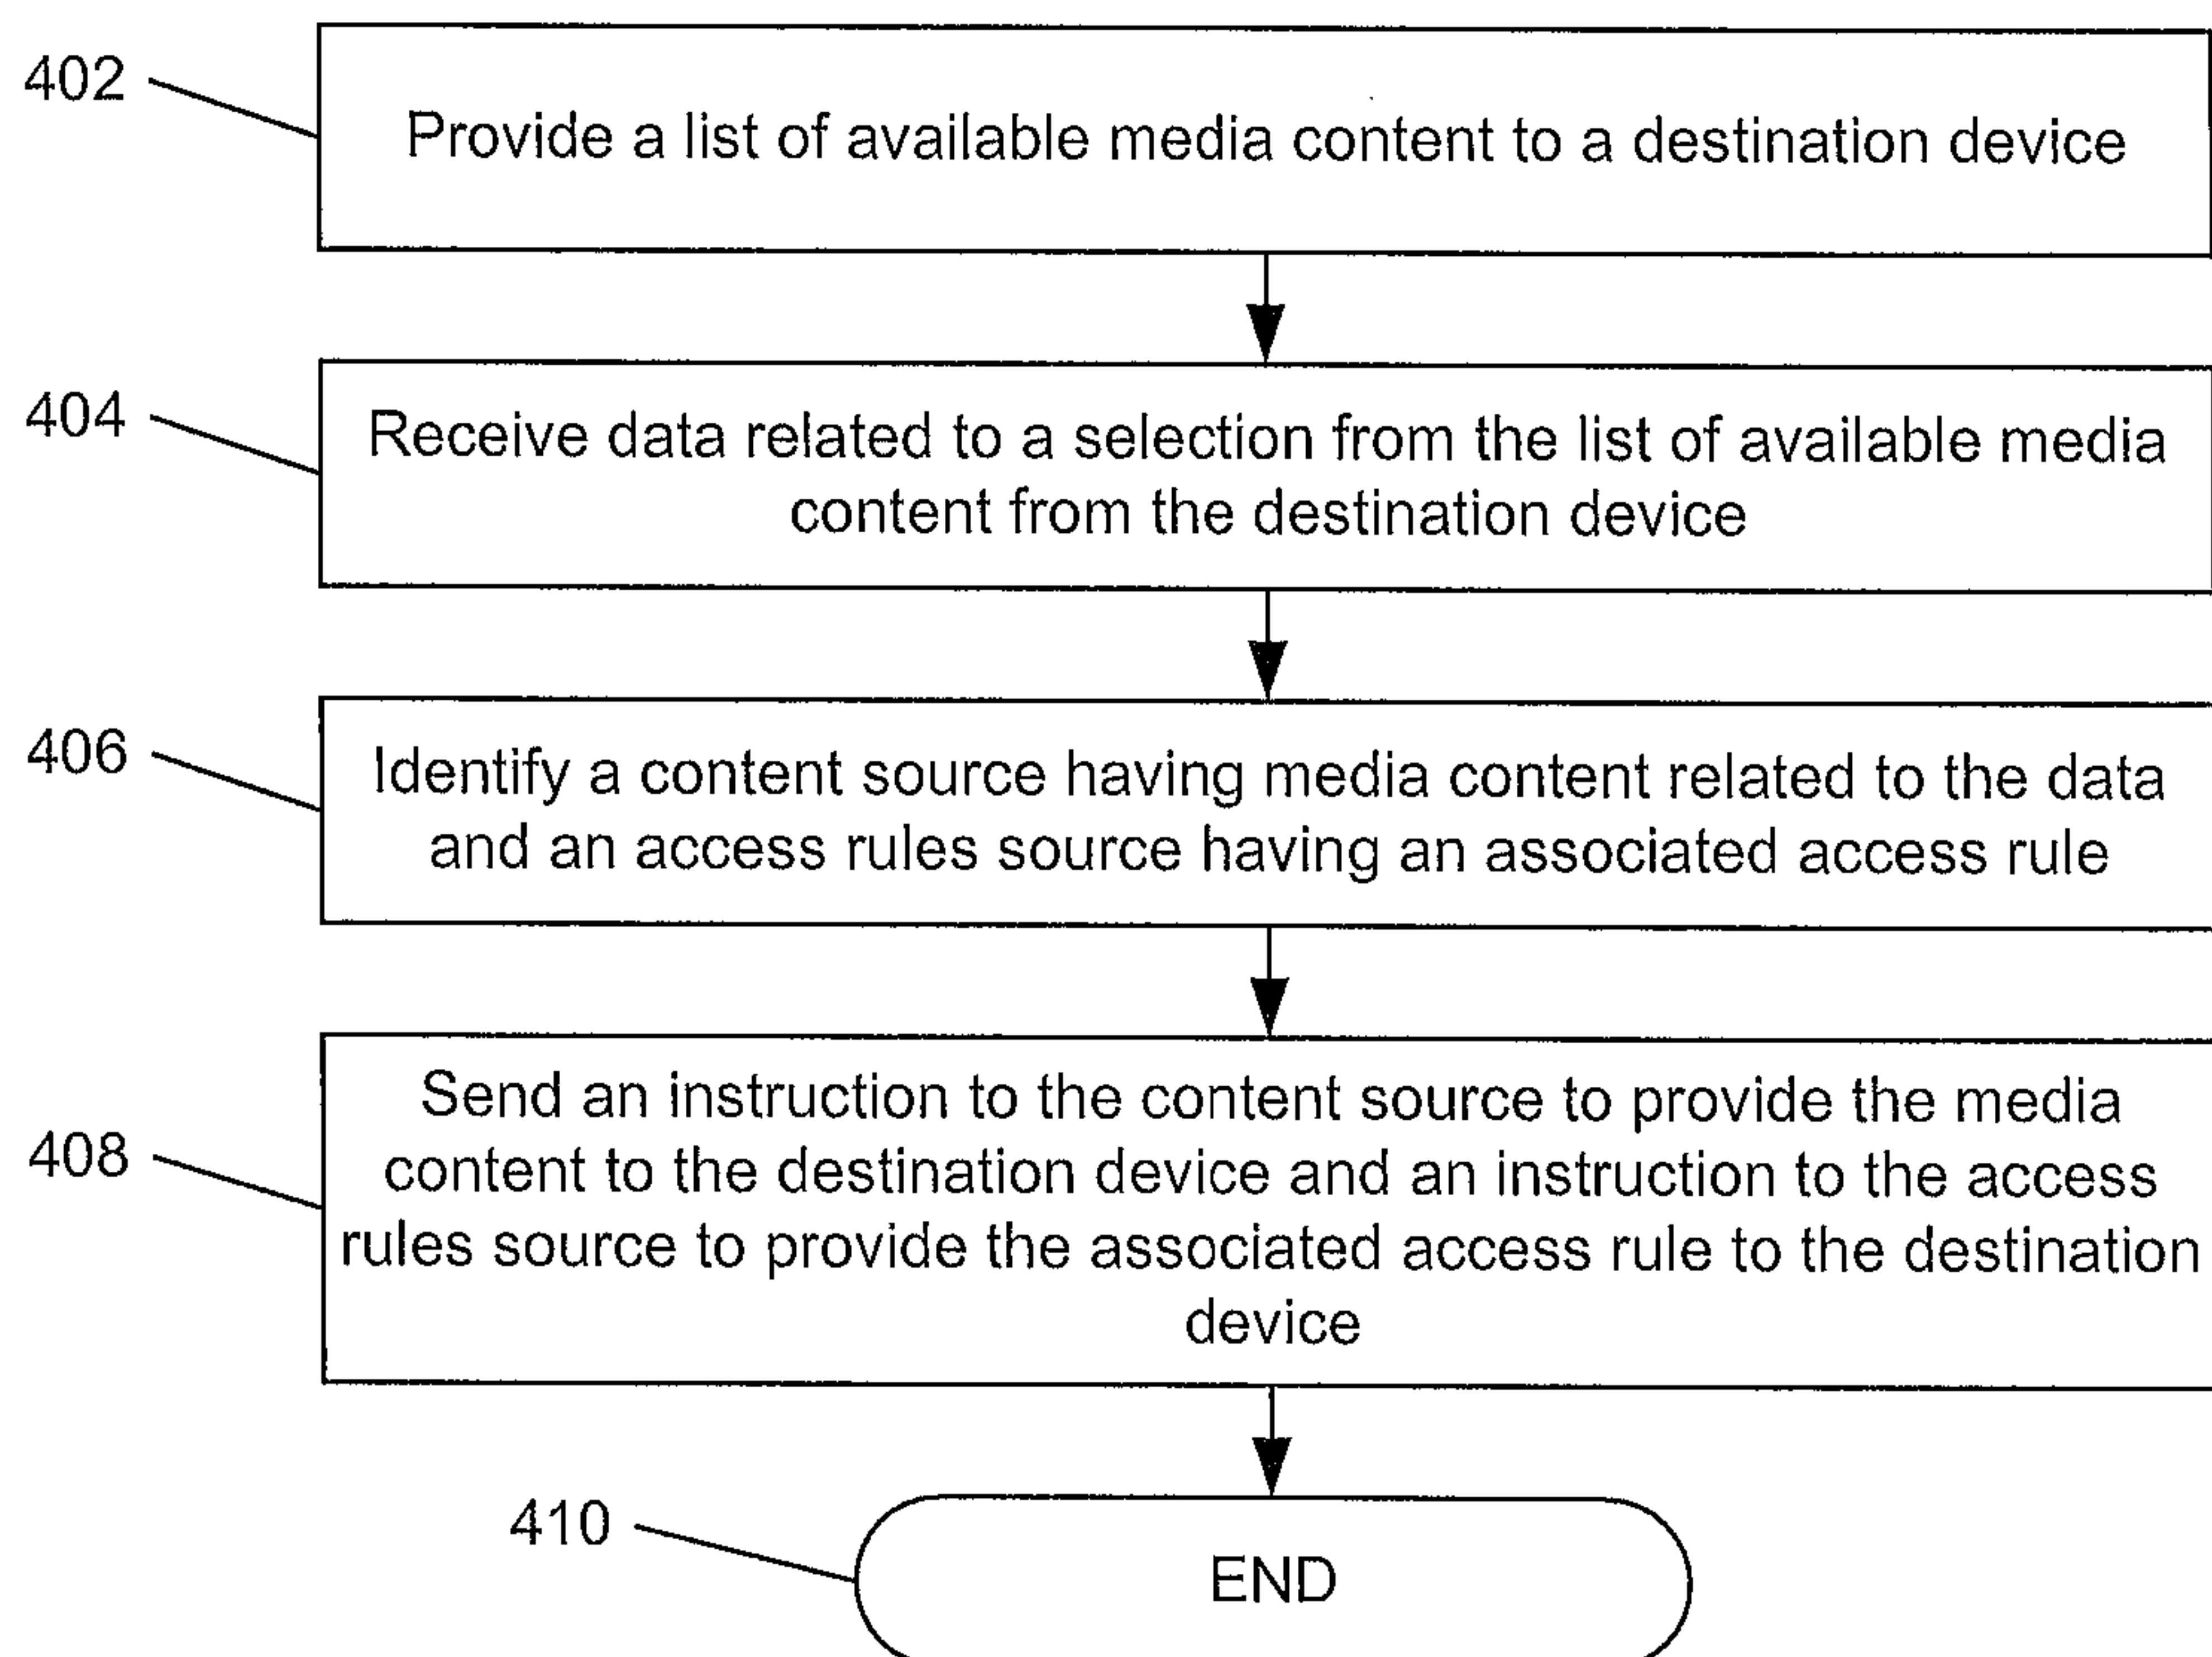 402
Provide a list of available media content to a destination device
404
Receive data related to a selection from the list of available media
content from the destination device
406
Identify a content source having media content related to the data
and an access rules source having an associated access rule
408
Send an instruction to the content source to provide the media
content to the destination device and an instruction to the access
rules source to provide the associated access rule to the destination
device
410
END